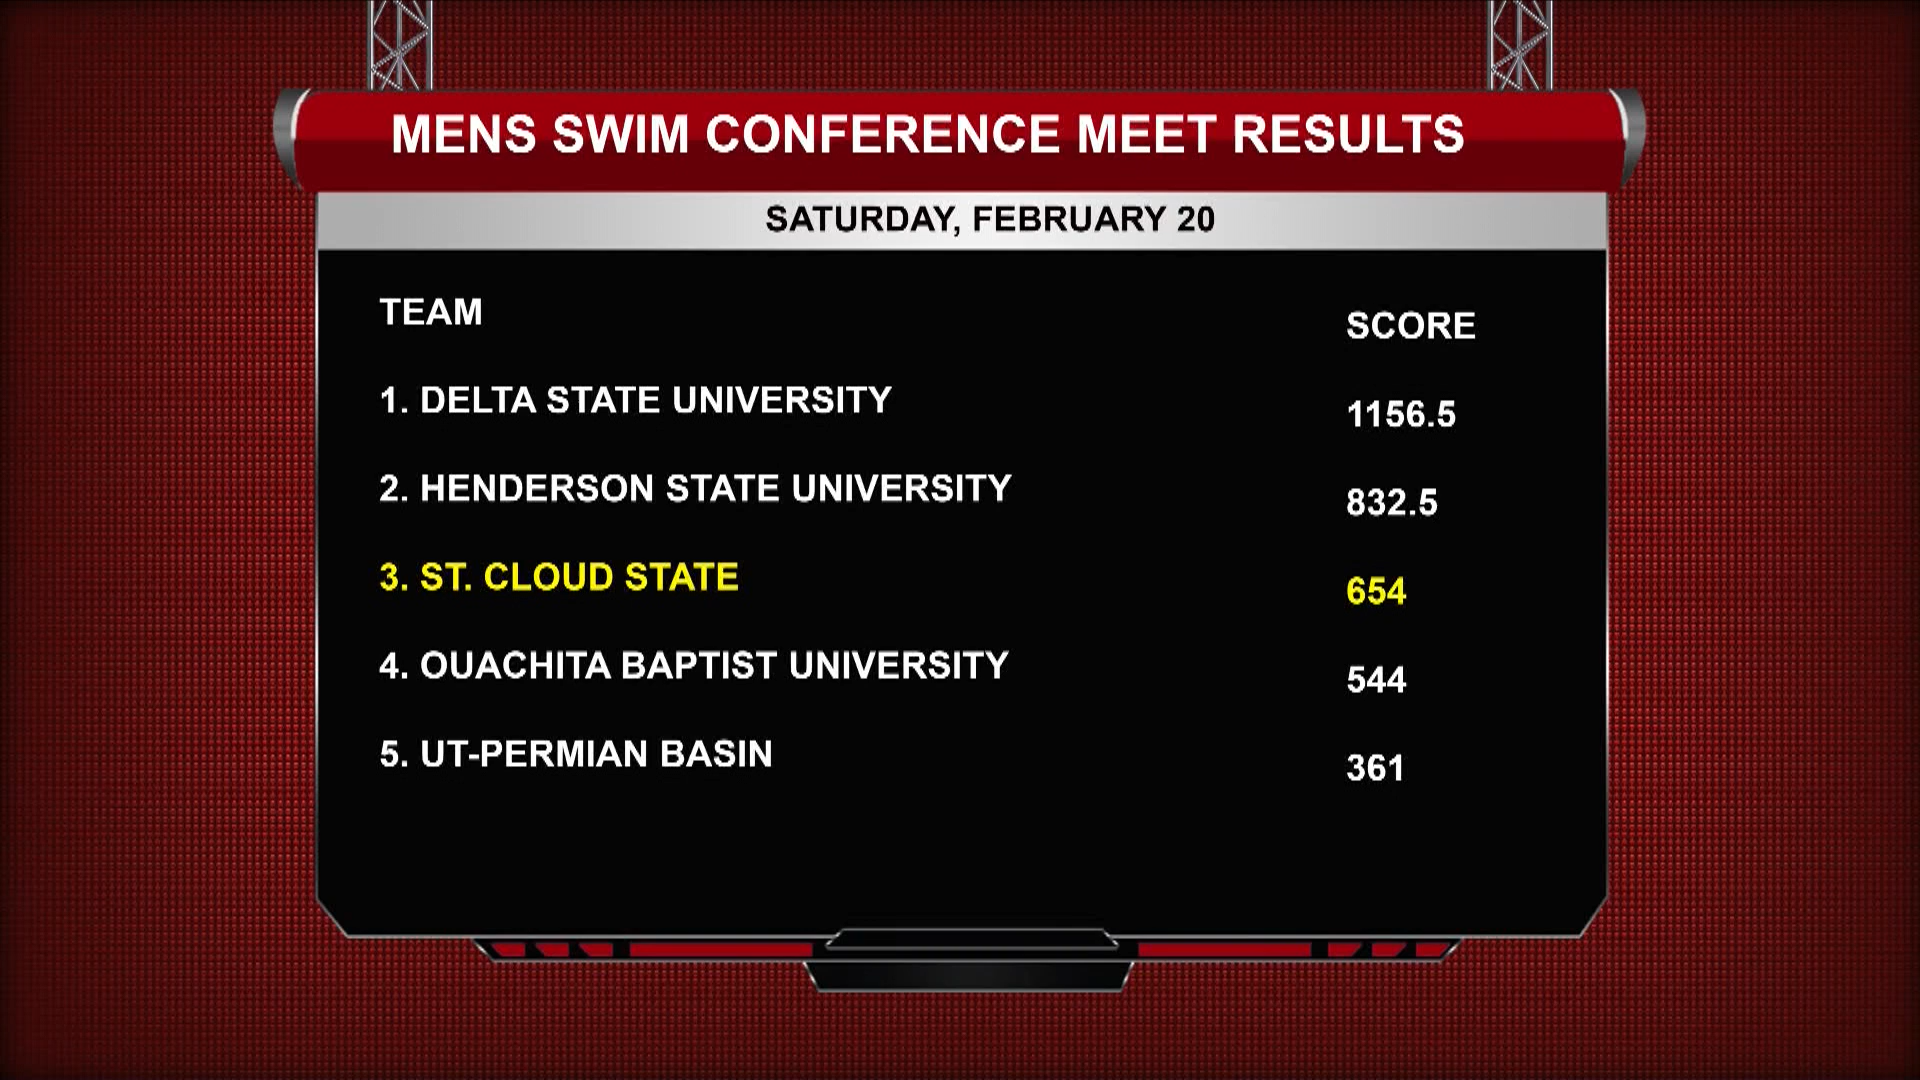 MENS SWIM CONFERENCE MEET RESULTS
SATURDAY, FEBRUARY 20
TEAM SCORE
1. DELTA STATE UNIVERSITY 1156.5
2. HENDERSON STATE UNIVERSITY 832.5
3. ST. CLOUD STATE 654
4. OUACHITA BAPTIST UNIVERSITY 544
5. UT-PERMIAN BASIN 361